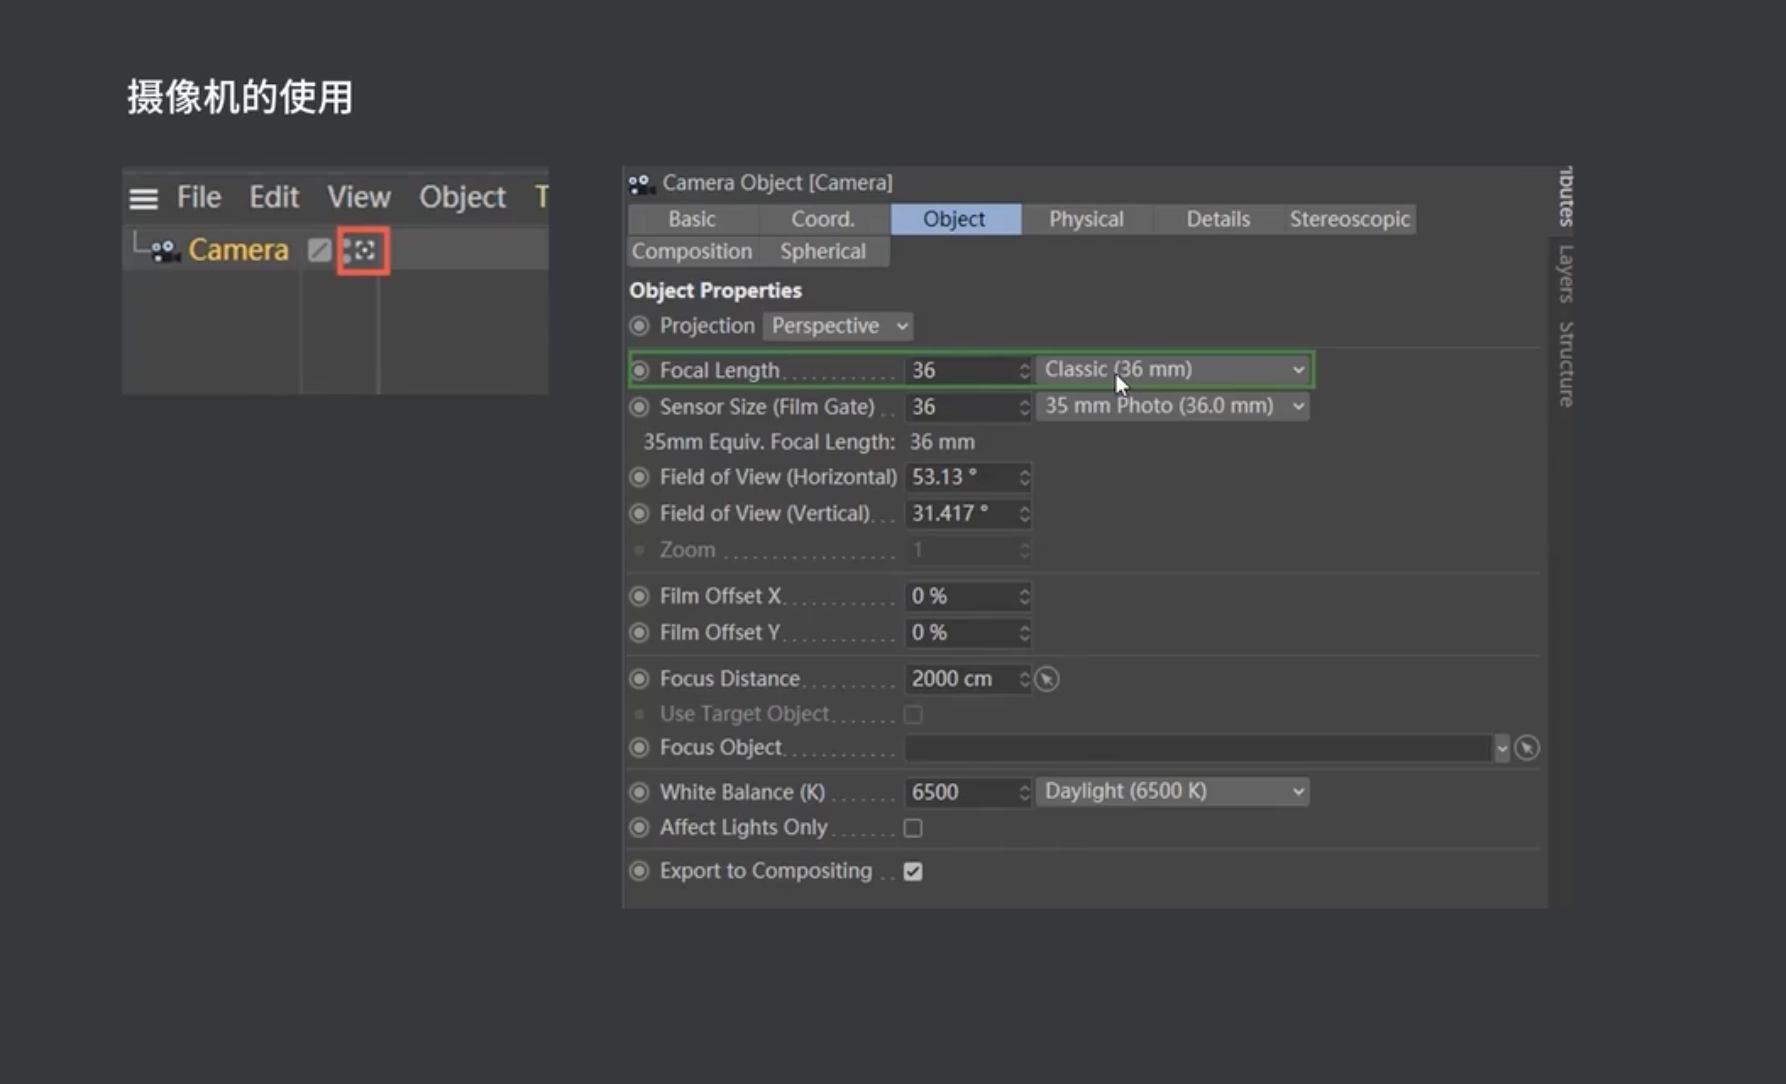 摄像机的使用
File Edit View Object T
Camera
Camera Object [Camera]
Basic Coord. Object Physical Details Stereoscopic
Composition Spherical
Object Properties
Projection Perspective
Focal Length 36 Classic (36 mm)
Sensor Size (Film Gate) 36 35 mm Photo (36.0 mm)
35mm Equiv. Focal Length: 36 mm
Field of View (Horizontal) 53.13 °
Field of View (Vertical) 31.417 °
Zoom 1
Film Offset X 0 %
Film Offset Y 0 %
Focus Distance 2000 cm
Use Target Object
Focus Object
White Balance (K) 6500 Daylight (6500 K)
Affect Lights Only
Export to Compositing
ibutes
Layers
Structure